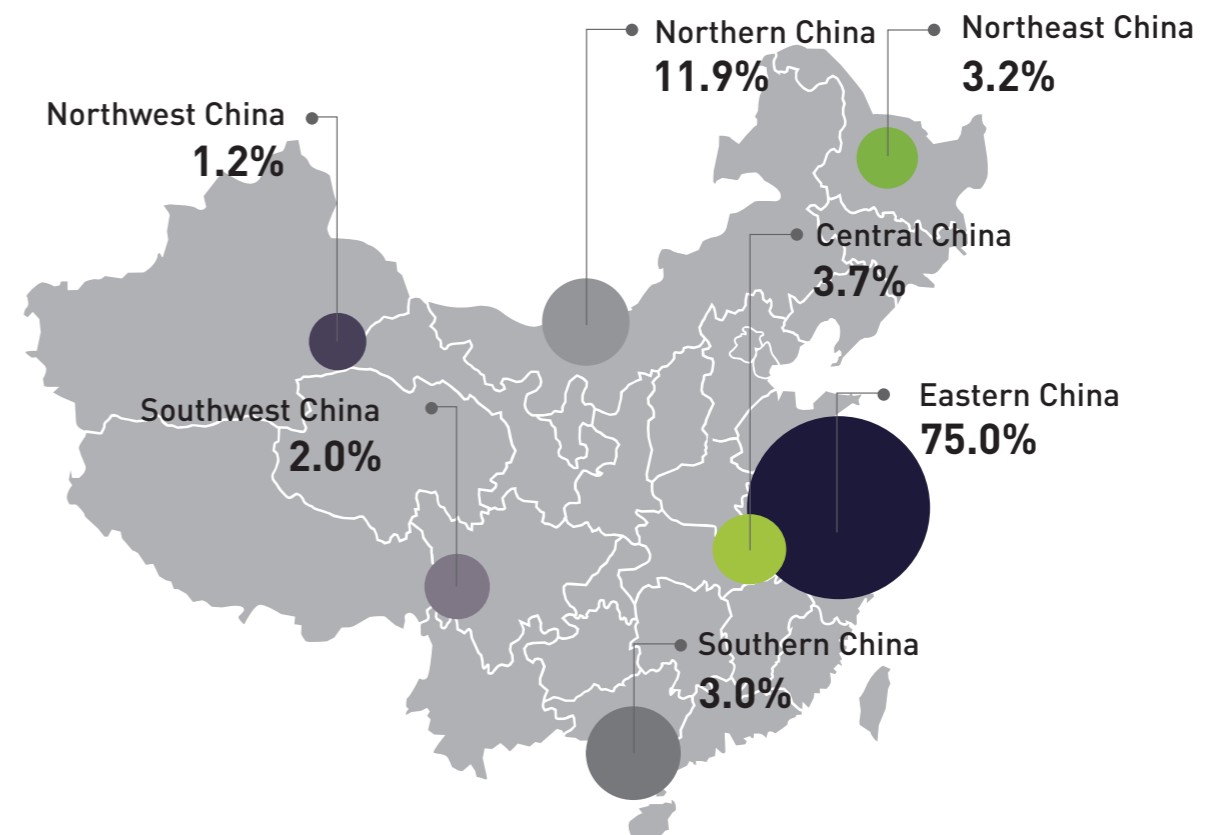 Northern China
11.9%
Northeast China
3.2%
Northwest China
1.2%
Central China
3.7%
Eastern China
75.0%
Southwest China
2.0%
Southern China
3.0%